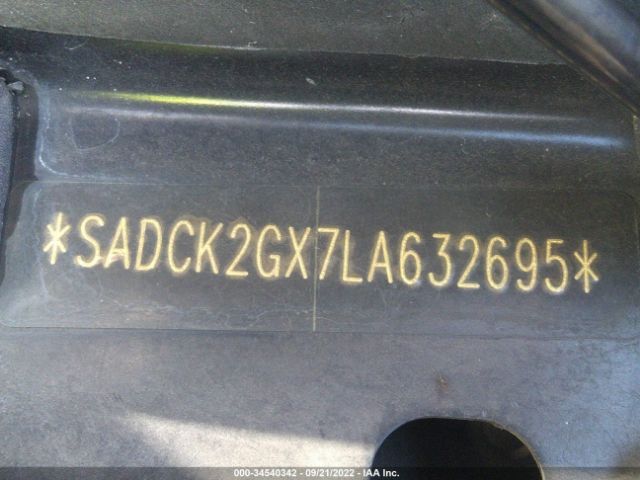 *SADCK2GX7LA632695*
000-34540342 - 09/21/2022 - IAA Inc.